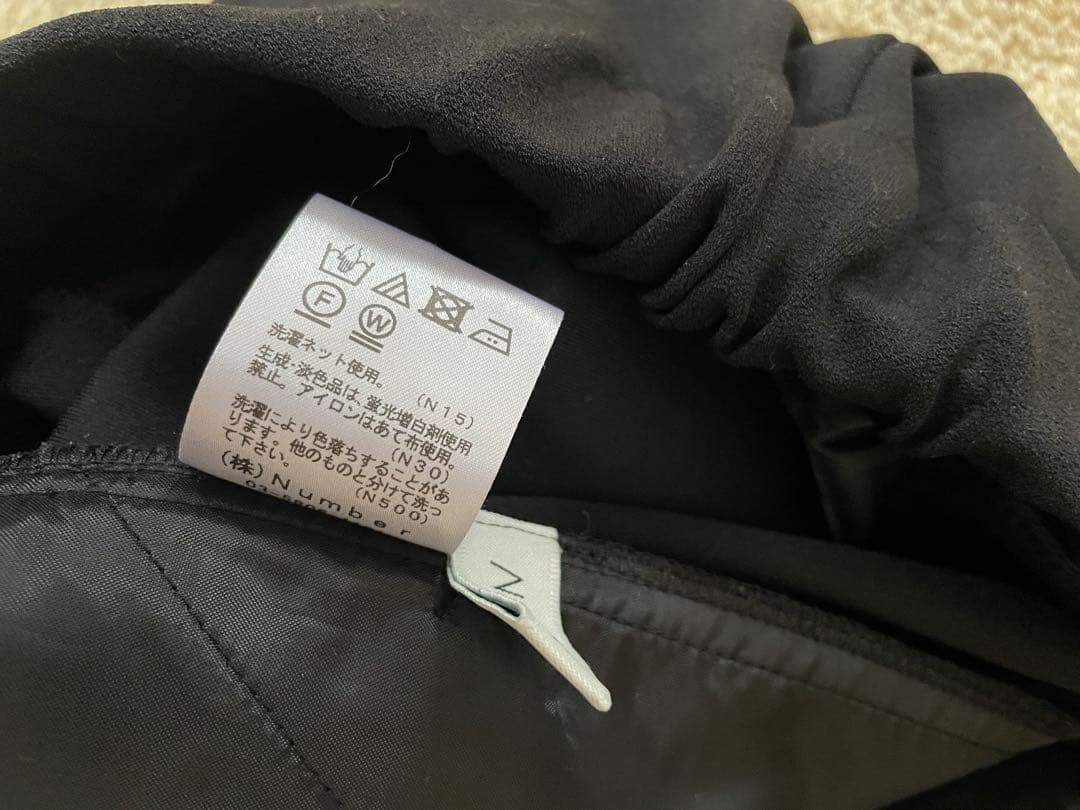 F W
洗濯ネット使用。
(N15)
生成・淡色品は、蛍光増白剤使用
禁止。アイロンはあて布使用。
(N30)
洗濯により色落ちすることがあ
ります。他のものと分けて洗っ
て下さい。 (N500)
(株)Number
N